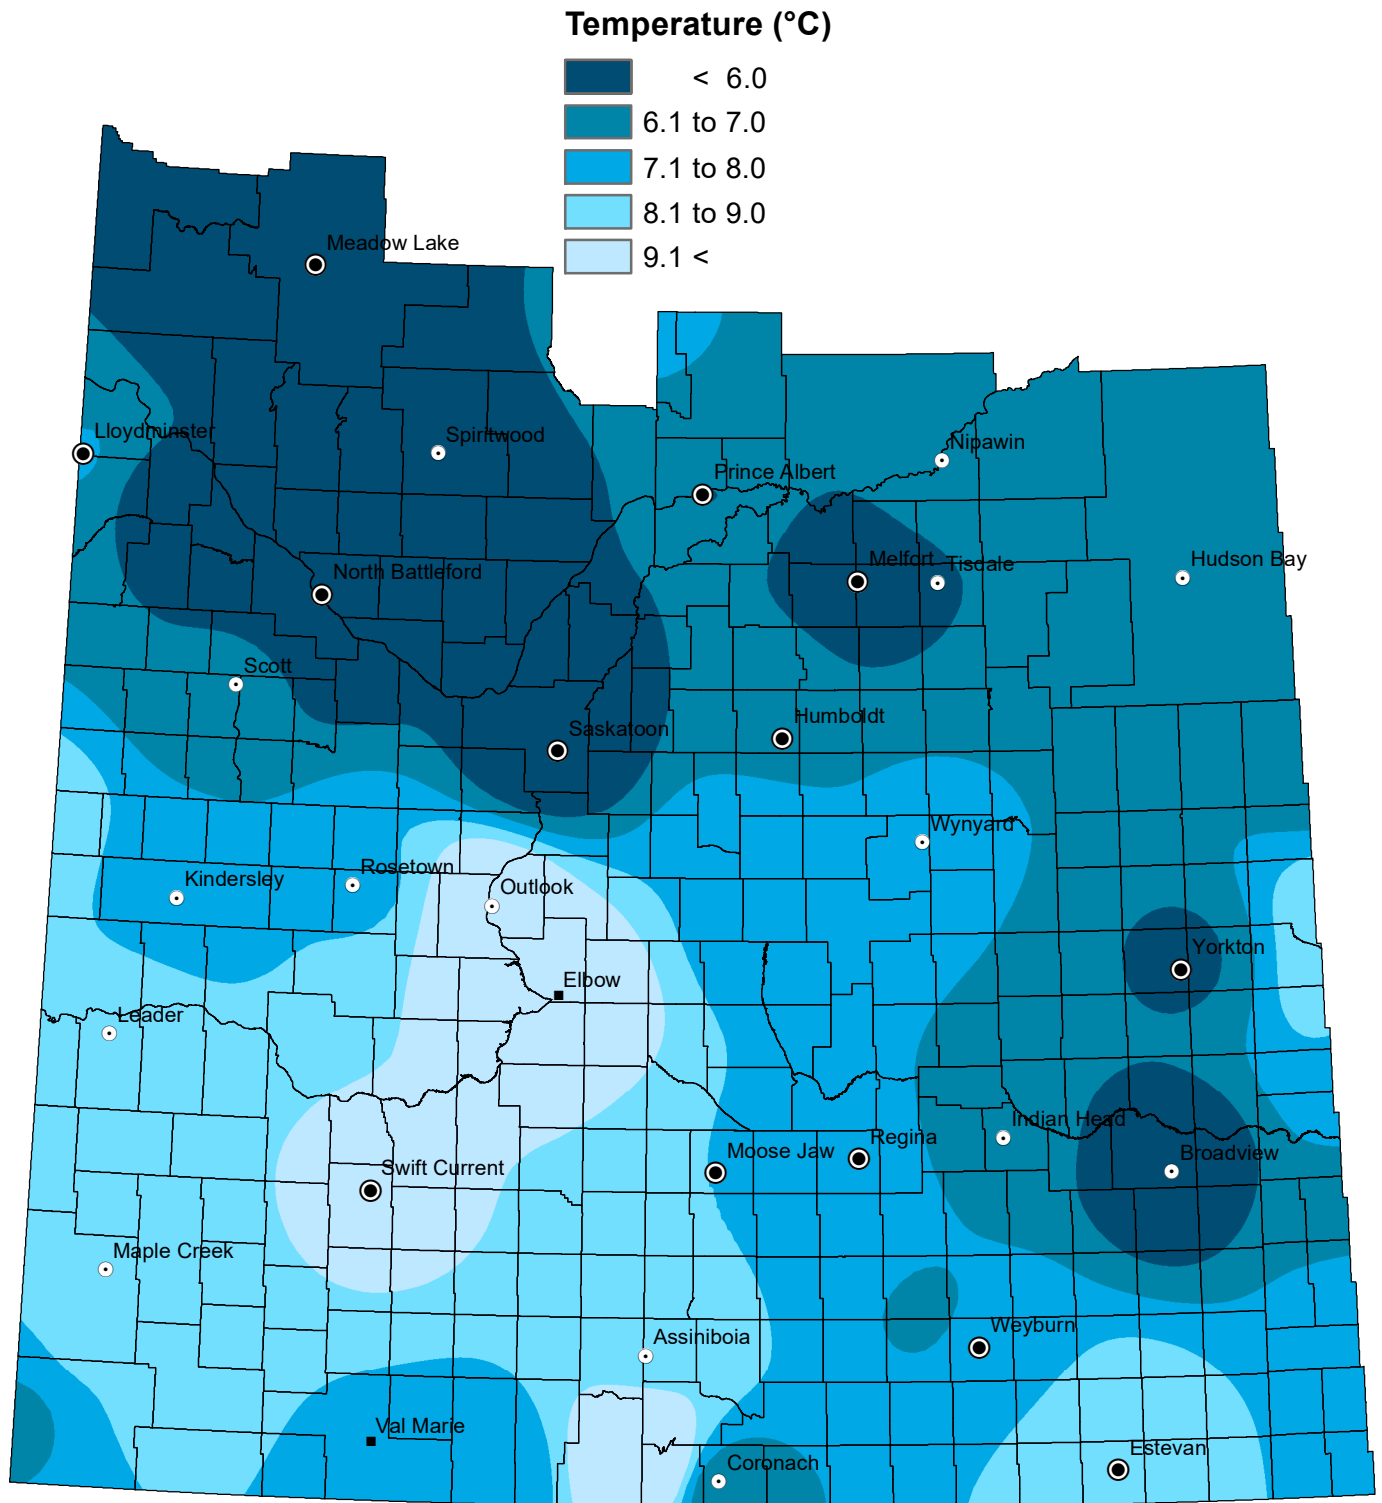 Temperature (°C)
< 6.0
6.1 to 7.0
7.1 to 8.0
8.1 to 9.0
9.1 <
Meadow Lake
Lloydminster
Spiritwood
Nipawin
Prince Albert
Melfort
Tisdale
Hudson Bay
North Battleford
Scott
Saskatoon
Humboldt
Wynyard
Rosetown
Kindersley
Outlook
Yorkton
Elbow
Leader
Indian Head
Regina
Moose Jaw
Broadview
Swift Current
Maple Creek
Weyburn
Assiniboia
Val Marie
Estevan
Coronach